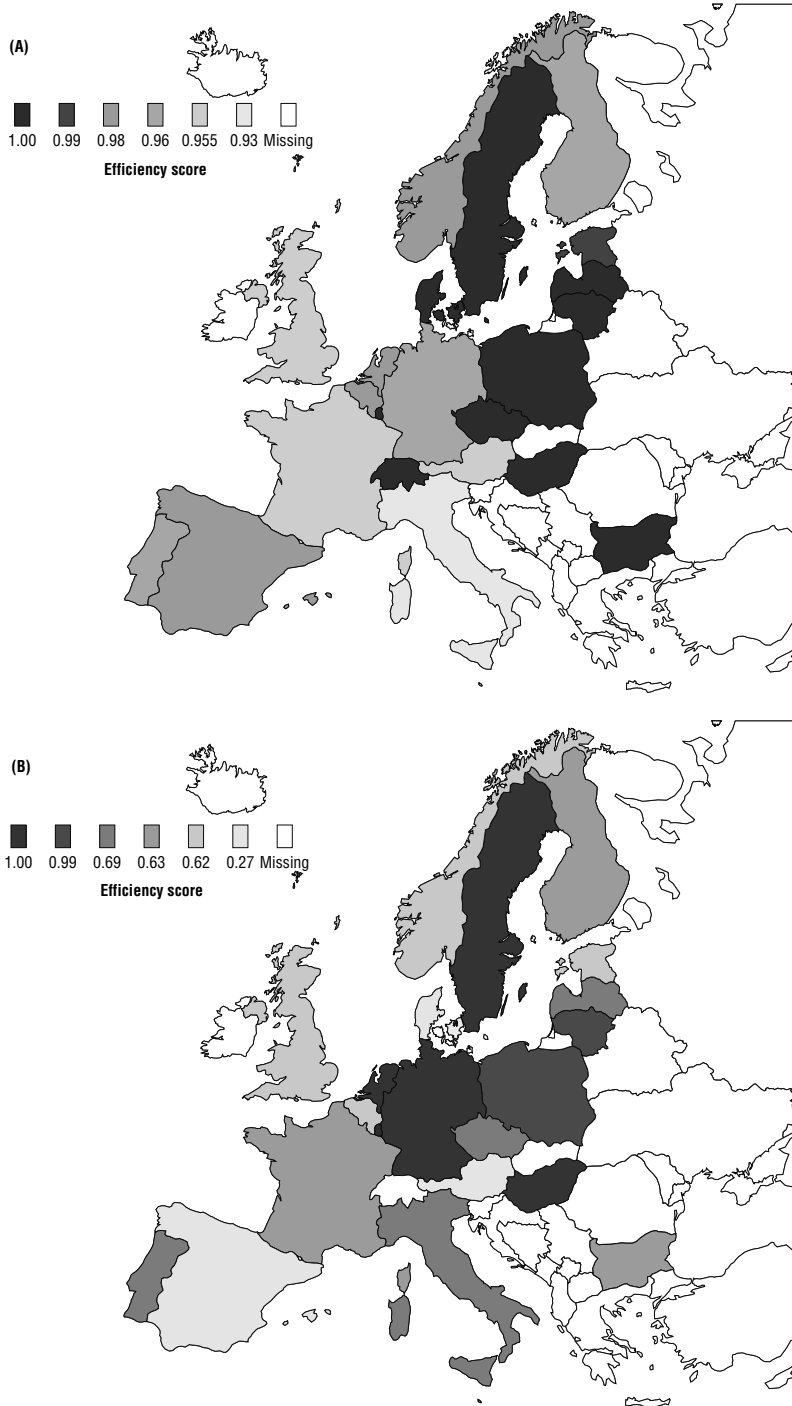 (A)
1.00 0.99 0.98 0.96 0.955 0.93 Missing
Efficiency score
(B)
1.00 0.99 0.69 0.63 0.62 0.27 Missing
Efficiency score